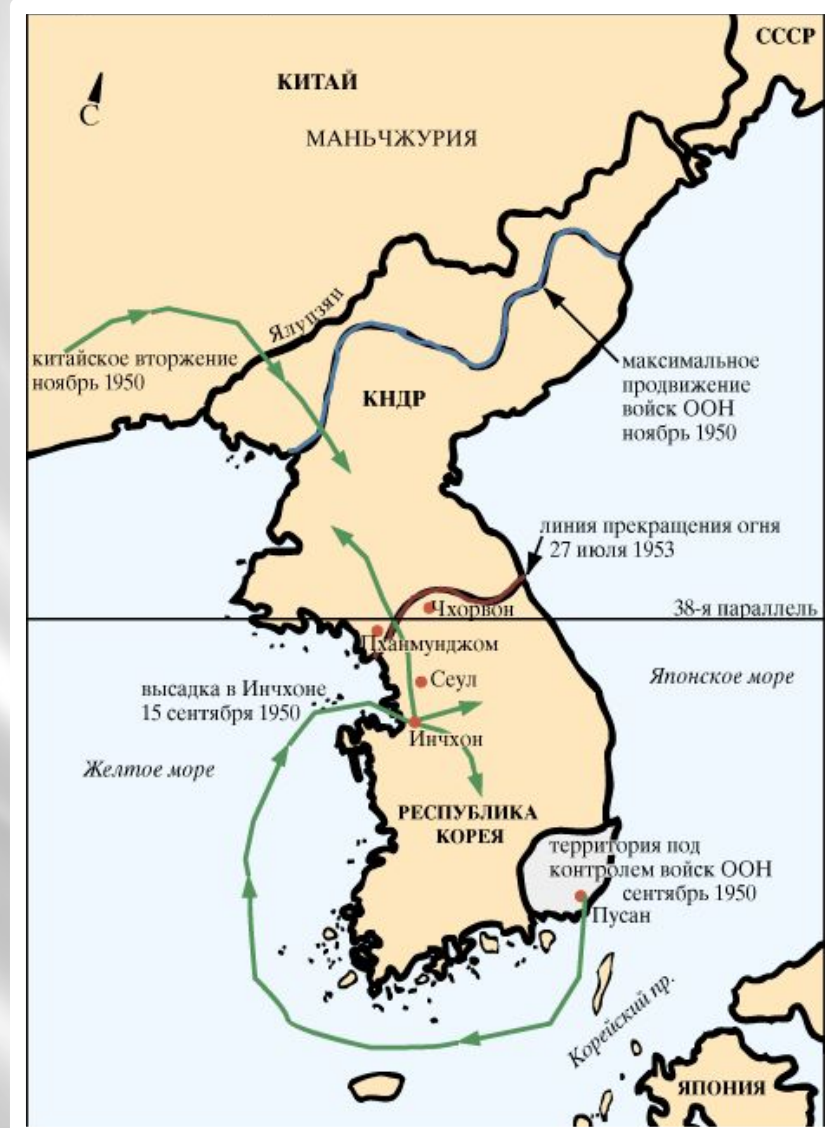 СССР
КИТАЙ
С
МАНЬЧЖУРИЯ
Ялуцзян
китайское вторжение
ноябрь 1950
максимальное
продвижение
войск ООН
ноябрь 1950
КНДР
линия прекращения огня
27 июля 1953
Чхорвон
38-я параллель
Пханмунджом
Сеул
Японское море
высадка в Инчхоне
15 сентября 1950
Инчхон
Желтое море
РЕСПУБЛИКА
КОРЕЯ
территория под
контролем войск ООН
сентябрь 1950
Пусан
Корейский пр.
ЯПОНИЯ